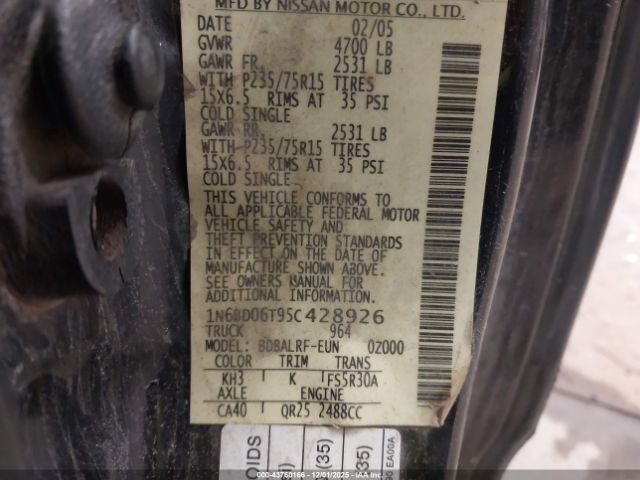 MFD BY NISSAN MOTOR CO., LTD.
DATE 02/05
GVWR 4700 LB
GAWR FR 2531 LB
WITH P235/75R15 TIRES
15X6.5 RIMS AT 35 PSI
COLD SINGLE
GAWR RR 2531 LB
WITH P235/75R15 TIRES
15X6.5 RIMS AT 35 PSI
COLD SINGLE
THIS VEHICLE CONFORMS TO
ALL APPLICABLE FEDERAL MOTOR
VEHICLE SAFETY AND
THEFT PREVENTION STANDARDS
IN EFFECT ON THE DATE OF
MANUFACTURE SHOWN ABOVE.
SEE OWNERS MANUAL FOR
ADDITIONAL INFORMATION.
1N6BD06T95C428926
TRUCK 964
MODEL: BDBALRF-EUN 0Z000
COLOR TRIM TRANS
KH3 K FS5R30A
AXLE ENGINE
CA40 QR25 2488CC
OIDS
(35)
35)
EA00A
IAA 000-43750166 - 12/01/2025 - IAAI.COM